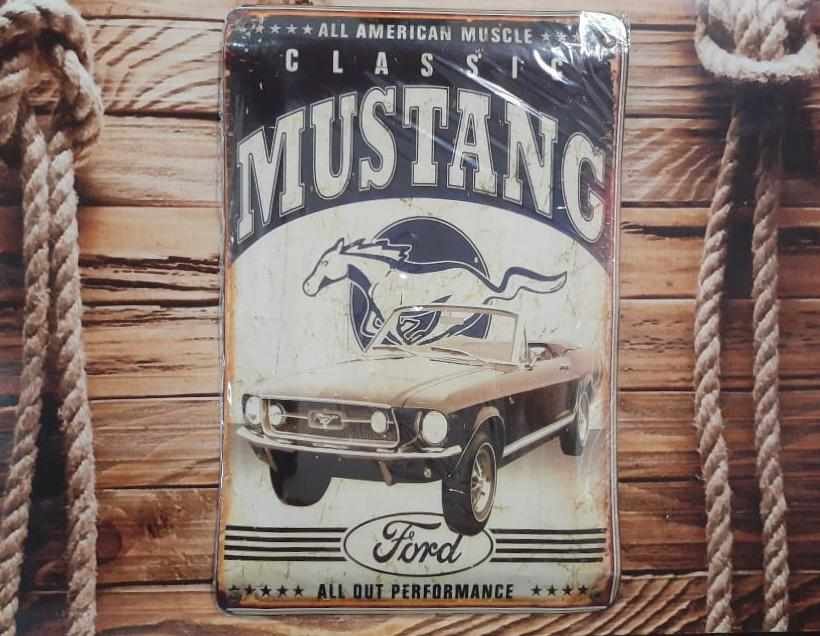 ALL AMERICAN MUSCLE
CLASSIC
MUSTANG
Ford
ALL OUT PERFORMANCE